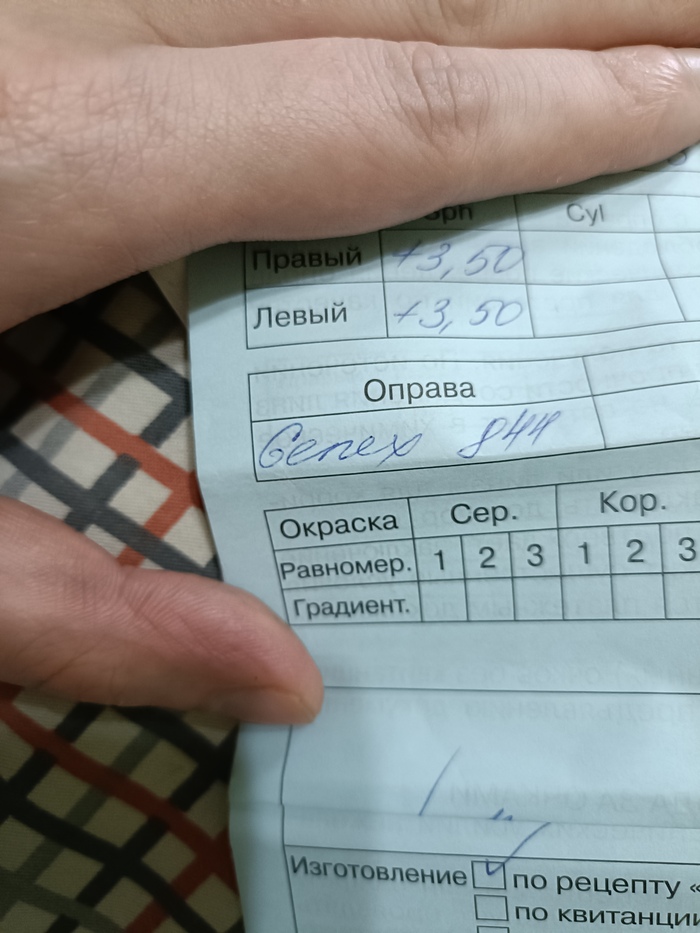 Sph Cyl
Правый +3,50
Левый +3,50
Оправа
Genex 844
Окраска Сер. Кор.
Равномер. 1 2 3 1 2 3
Градиент.
Изготовление по рецепту «
по квитанции